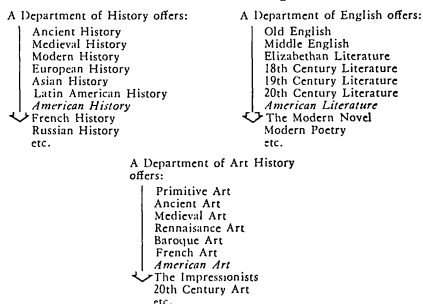 A Department of History offers:
Ancient History
Medieval History
Modern History
European History
Asian History
Latin American History
American History
French History
Russian History
etc.
A Department of English offers:
Old English
Middle English
Elizabethan Literature
18th Century Literature
19th Century Literature
20th Century Literature
American Literature
The Modern Novel
Modern Poetry
etc.
A Department of Art History
offers:
Primitive Art
Ancient Art
Medieval Art
Rennaisance Art
Baroque Art
French Art
American Art
The Impressionists
20th Century Art
etc.